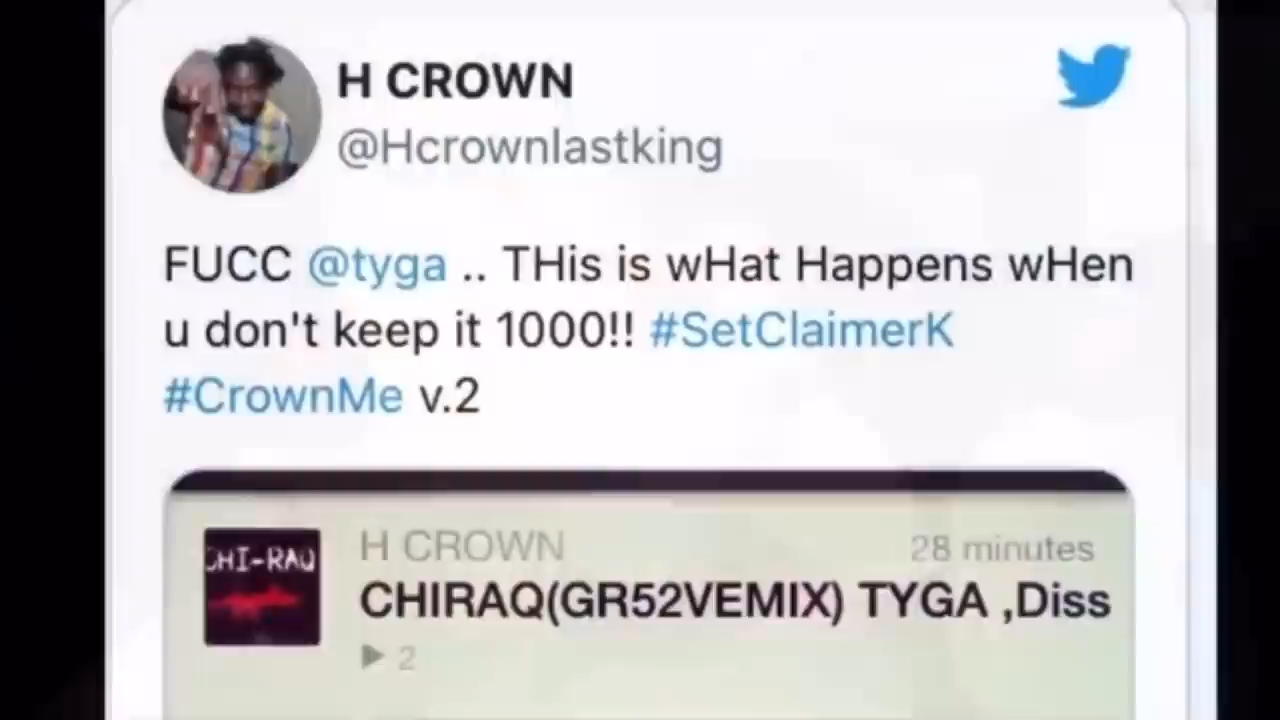 H CROWN
@Hcrownlastking
FUCC @tyga .. THis is wHat Happens wHen
u don't keep it 1000!! #SetClaimerK
#CrownMe v.2
CHI-RAQ
H CROWN
28 minutes
CHIRAQ(GR52VEMIX) TYGA ,Diss
2